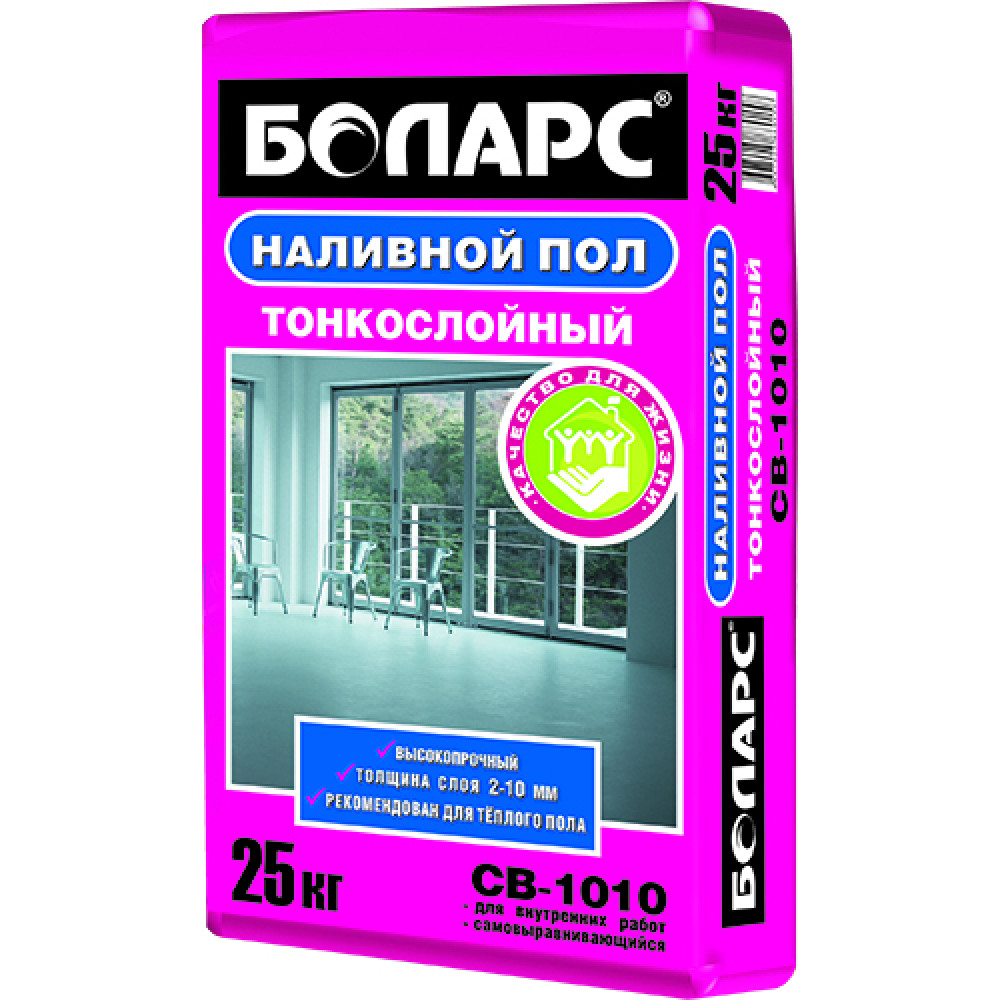 БОЛАРС®
НАЛИВНОЙ ПОЛ
ТОНКОСЛОЙНЫЙ
· КАЧЕСТВО ДЛЯ ЖИЗНИ ·
ВЫСОКОПРОЧНЫЙ
ТОЛЩИНА СЛОЯ 2-10 ММ
РЕКОМЕНДОВАН ДЛЯ ТЁПЛОГО ПОЛА
25 кг
СВ-1010
- для внутренних работ
- самовыравнивающийся
25 кг
НАЛИВНОЙ ПОЛ
ТОНКОСЛОЙНЫЙ
СВ-1010
БОЛАРС®